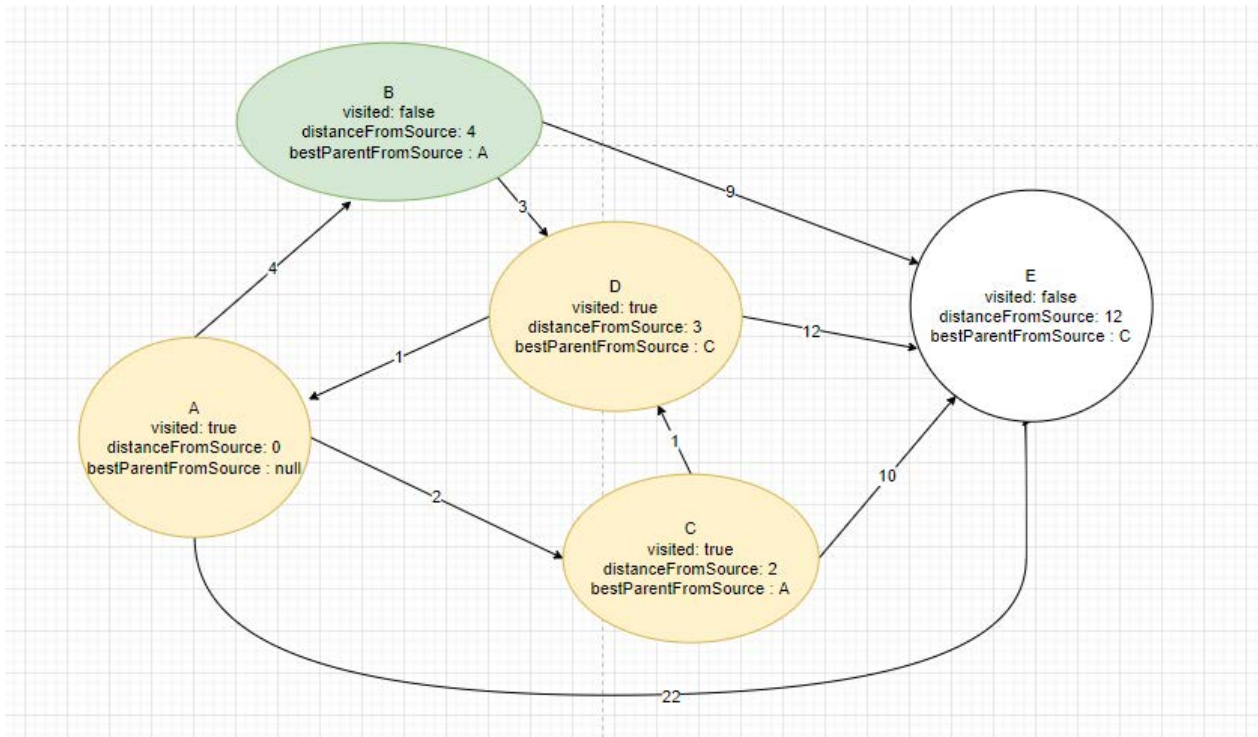 B
visited: false
distanceFromSource: 4
bestParentFromSource : A
9
3
4
D
visited: true
distanceFromSource: 3
bestParentFromSource : C
E
visited: false
distanceFromSource: 12
bestParentFromSource : C
12
1
A
visited: true
distanceFromSource: 0
bestParentFromSource : null
1
10
2
C
visited: true
distanceFromSource: 2
bestParentFromSource : A
22